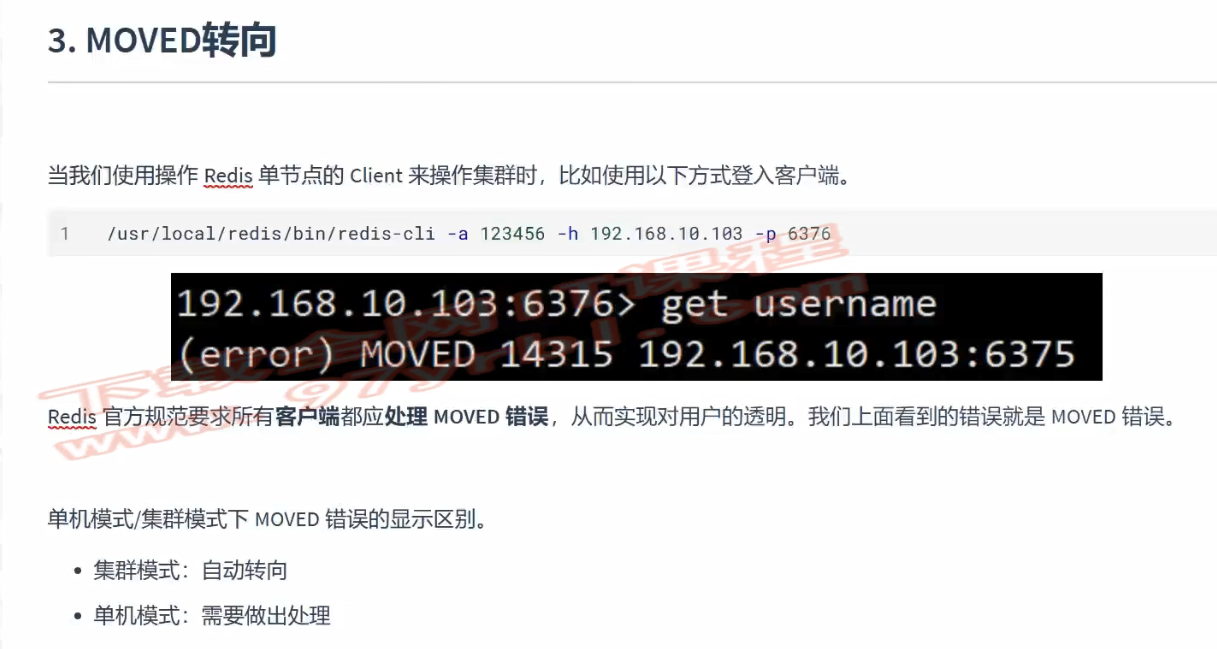 3. MOVED转向
当我们使用操作 Redis 单节点的 Client 来操作集群时，比如使用以下方式登入客户端。
1 /usr/local/redis/bin/redis-cli -a 123456 -h 192.168.10.103 -p 6376
192.168.10.103:6376> get username
(error) MOVED 14315 192.168.10.103:6375
Redis 官方规范要求所有客户端都应处理 MOVED 错误，从而实现对用户的透明。我们上面看到的错误就是 MOVED 错误。
单机模式/集群模式下 MOVED 错误的显示区别。
• 集群模式：自动转向
• 单机模式：需要做出处理